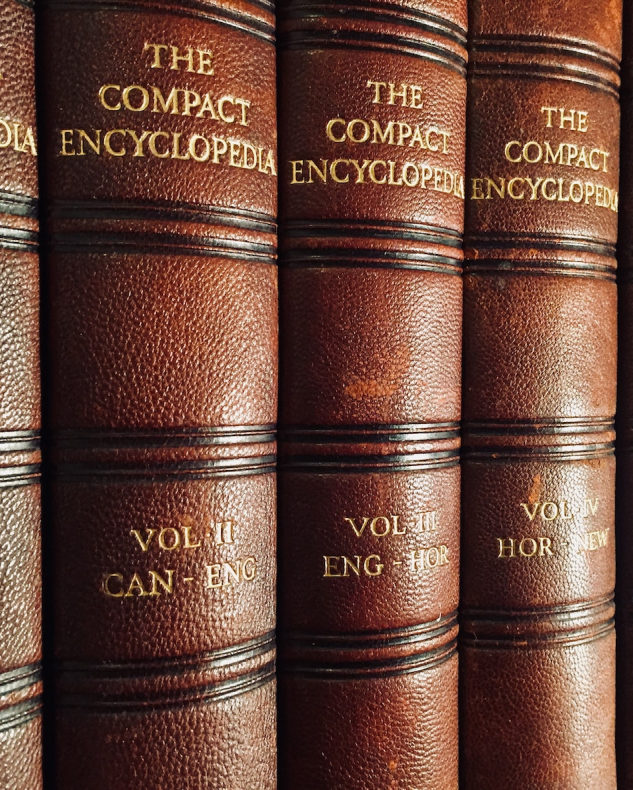 DIA
THE
COMPACT
ENCYCLOPEDIA
VOL II
CAN - ENG
THE
COMPACT
ENCYCLOPEDIA
VOL III
ENG - HOR
THE
COMPACT
ENCYCLOPEDIA
VOL IV
HOR - NEW